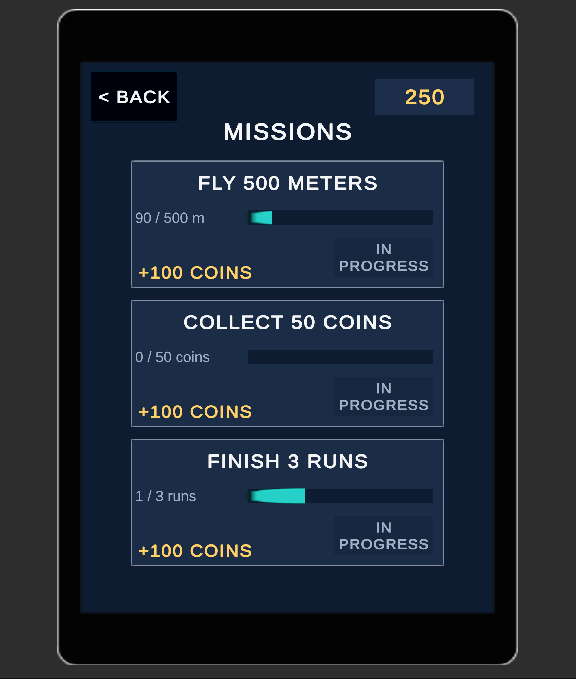 < BACK
250
MISSIONS
FLY 500 METERS
90 / 500 m
IN
PROGRESS
+100 COINS
COLLECT 50 COINS
0 / 50 coins
IN
PROGRESS
+100 COINS
FINISH 3 RUNS
1 / 3 runs
IN
PROGRESS
+100 COINS